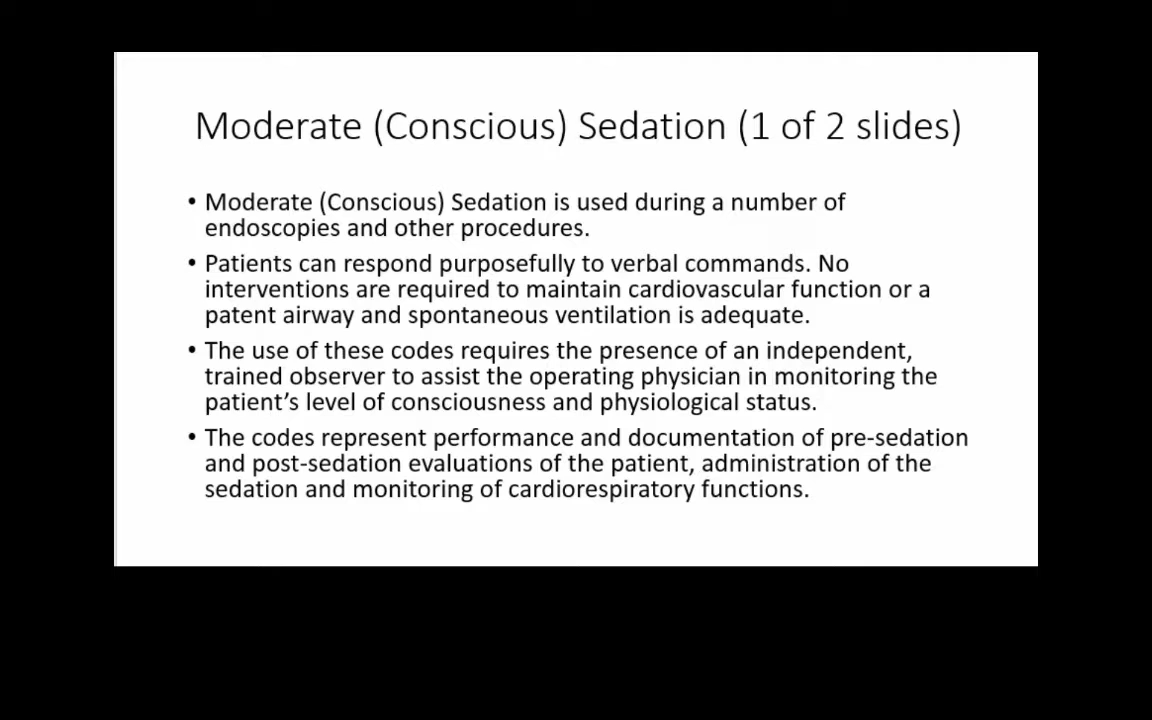 Moderate (Conscious) Sedation (1 of 2 slides)
• Moderate (Conscious) Sedation is used during a number of
endoscopies and other procedures.
• Patients can respond purposefully to verbal commands. No
interventions are required to maintain cardiovascular function or a
patent airway and spontaneous ventilation is adequate.
• The use of these codes requires the presence of an independent,
trained observer to assist the operating physician in monitoring the
patient’s level of consciousness and physiological status.
• The codes represent performance and documentation of pre-sedation
and post-sedation evaluations of the patient, administration of the
sedation and monitoring of cardiorespiratory functions.